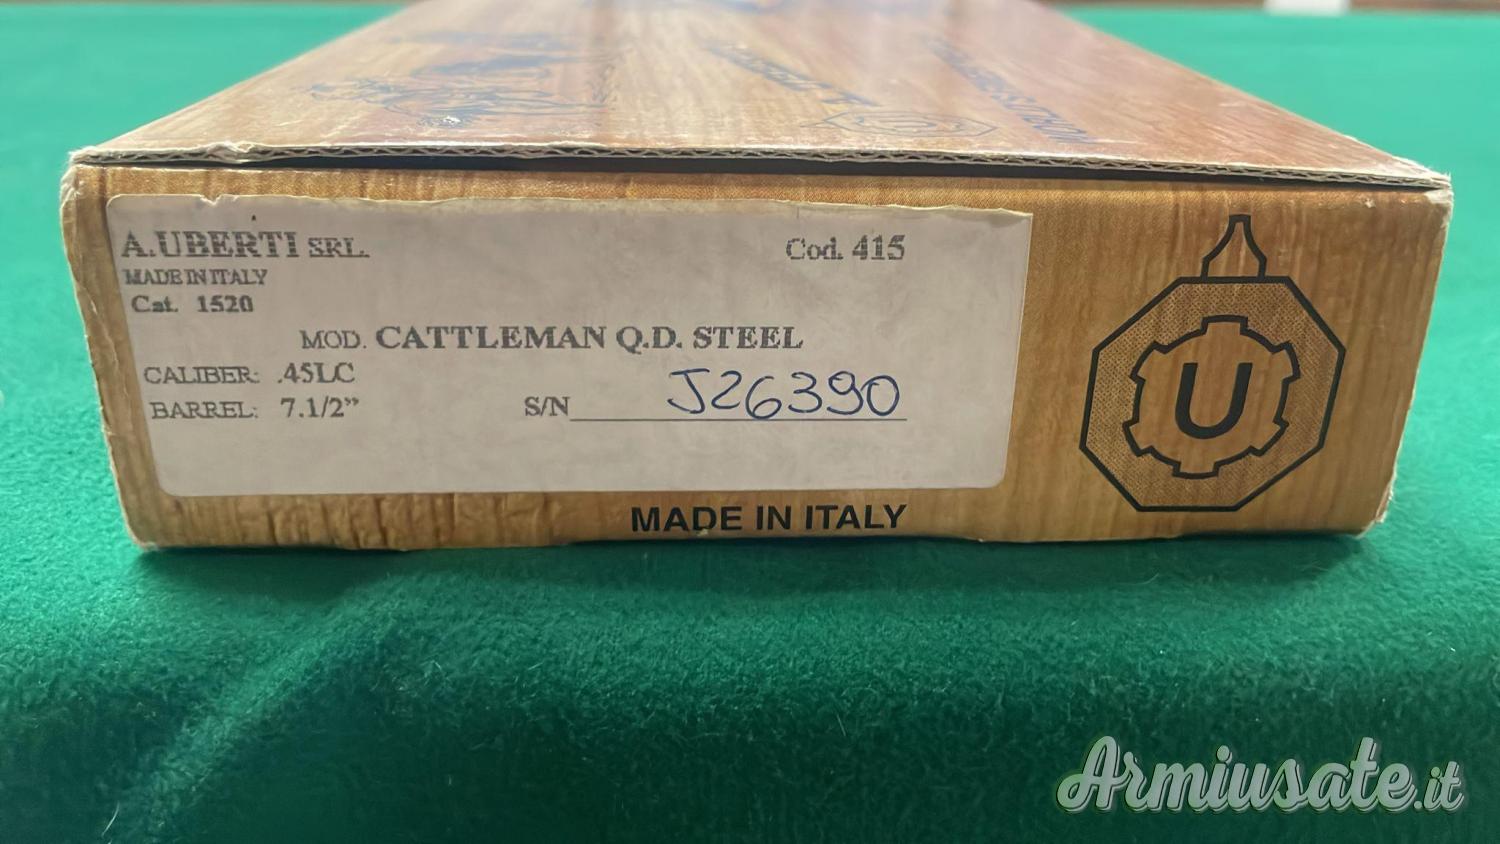 A.UBERTI SRL.
Cod. 415
MADE IN ITALY
Cat. 1520
MOD. CATTLEMAN Q.D. STEEL
CALIBER: .45LC
BARREL: 7.1/2”
S/N J26390
U
MADE IN ITALY
Armiusate.it